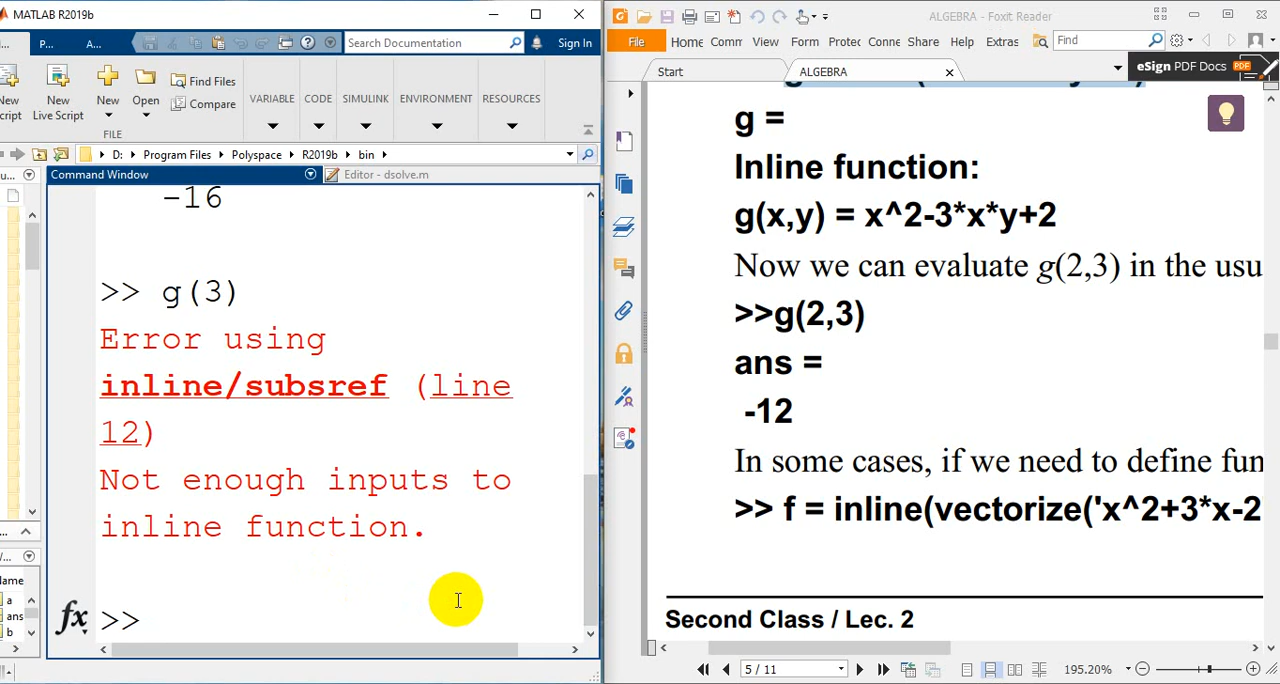 MATLAB R2019b
P...
A...
Search Documentation
Sign In
New
Script
New
Live Script
New
Open
Find Files
Compare
FILE
VARIABLE
CODE
SIMULINK
ENVIRONMENT
RESOURCES
D: Program Files Polyspace R2019b bin
Command Window
Editor - dsolve.m
-16
>> g(3)
Error using
inline/subsref (line
12)
Not enough inputs to
inline function.
fx >>
ame
a
ans
b
ALGEBRA - Foxit Reader
File Home Comm View Form Protec Conne Share Help Extras Find
Start
ALGEBRA
eSign PDF Docs PDF
g =
Inline function:
g(x,y) = x^2-3*x*y+2
Now we can evaluate g(2,3) in the usu
>>g(2,3)
ans =
-12
In some cases, if we need to define fun
>> f = inline(vectorize('x^2+3*x-2'
Second Class / Lec. 2
5 / 11
195.20%